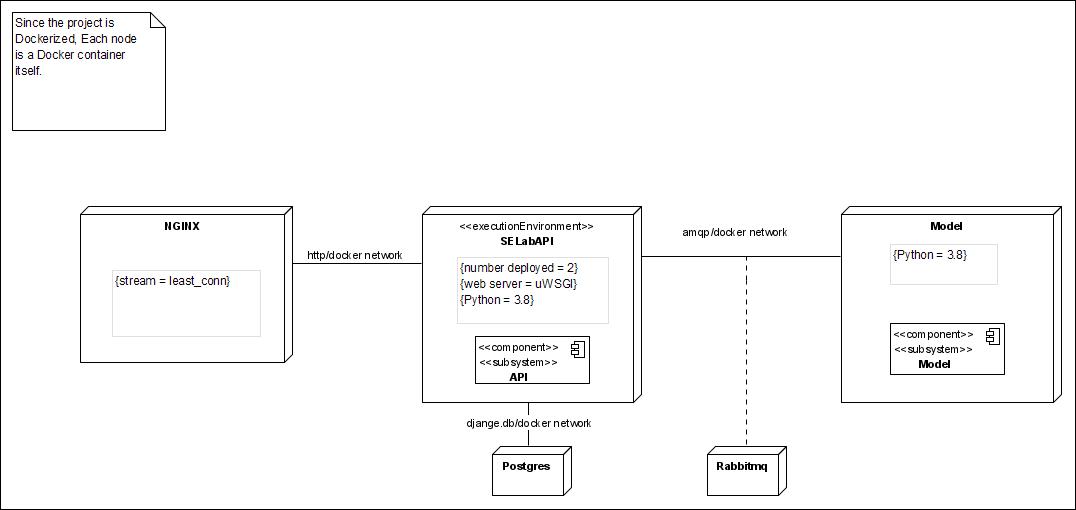 Since the project is
Dockerized, Each node
is a Docker container
itself.
NGINX
{stream = least_conn}
http/docker network
<<executionEnvironment>>
SELabAPI
{number deployed = 2}
{web server = uWSGI}
{Python = 3.8}
<<component>>
<<subsystem>>
API
amqp/docker network
Model
{Python = 3.8}
<<component>>
<<subsystem>>
Model
djange.db/docker network
Postgres
Rabbitmq